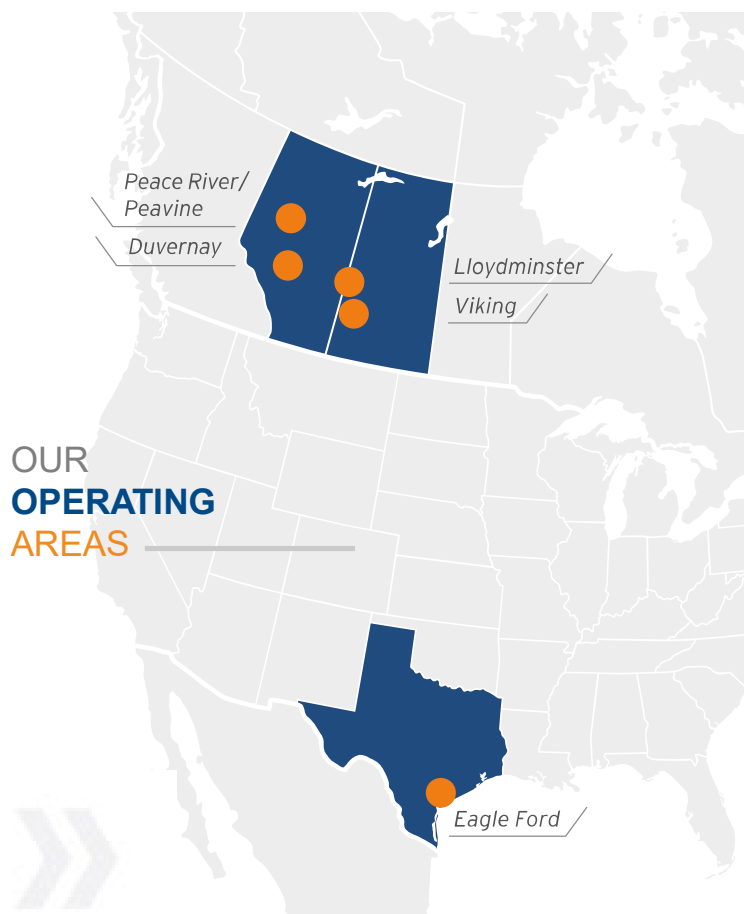 Peace River/
Peavine
Duvernay
Lloydminster
Viking
OUR
OPERATING
AREAS
Eagle Ford